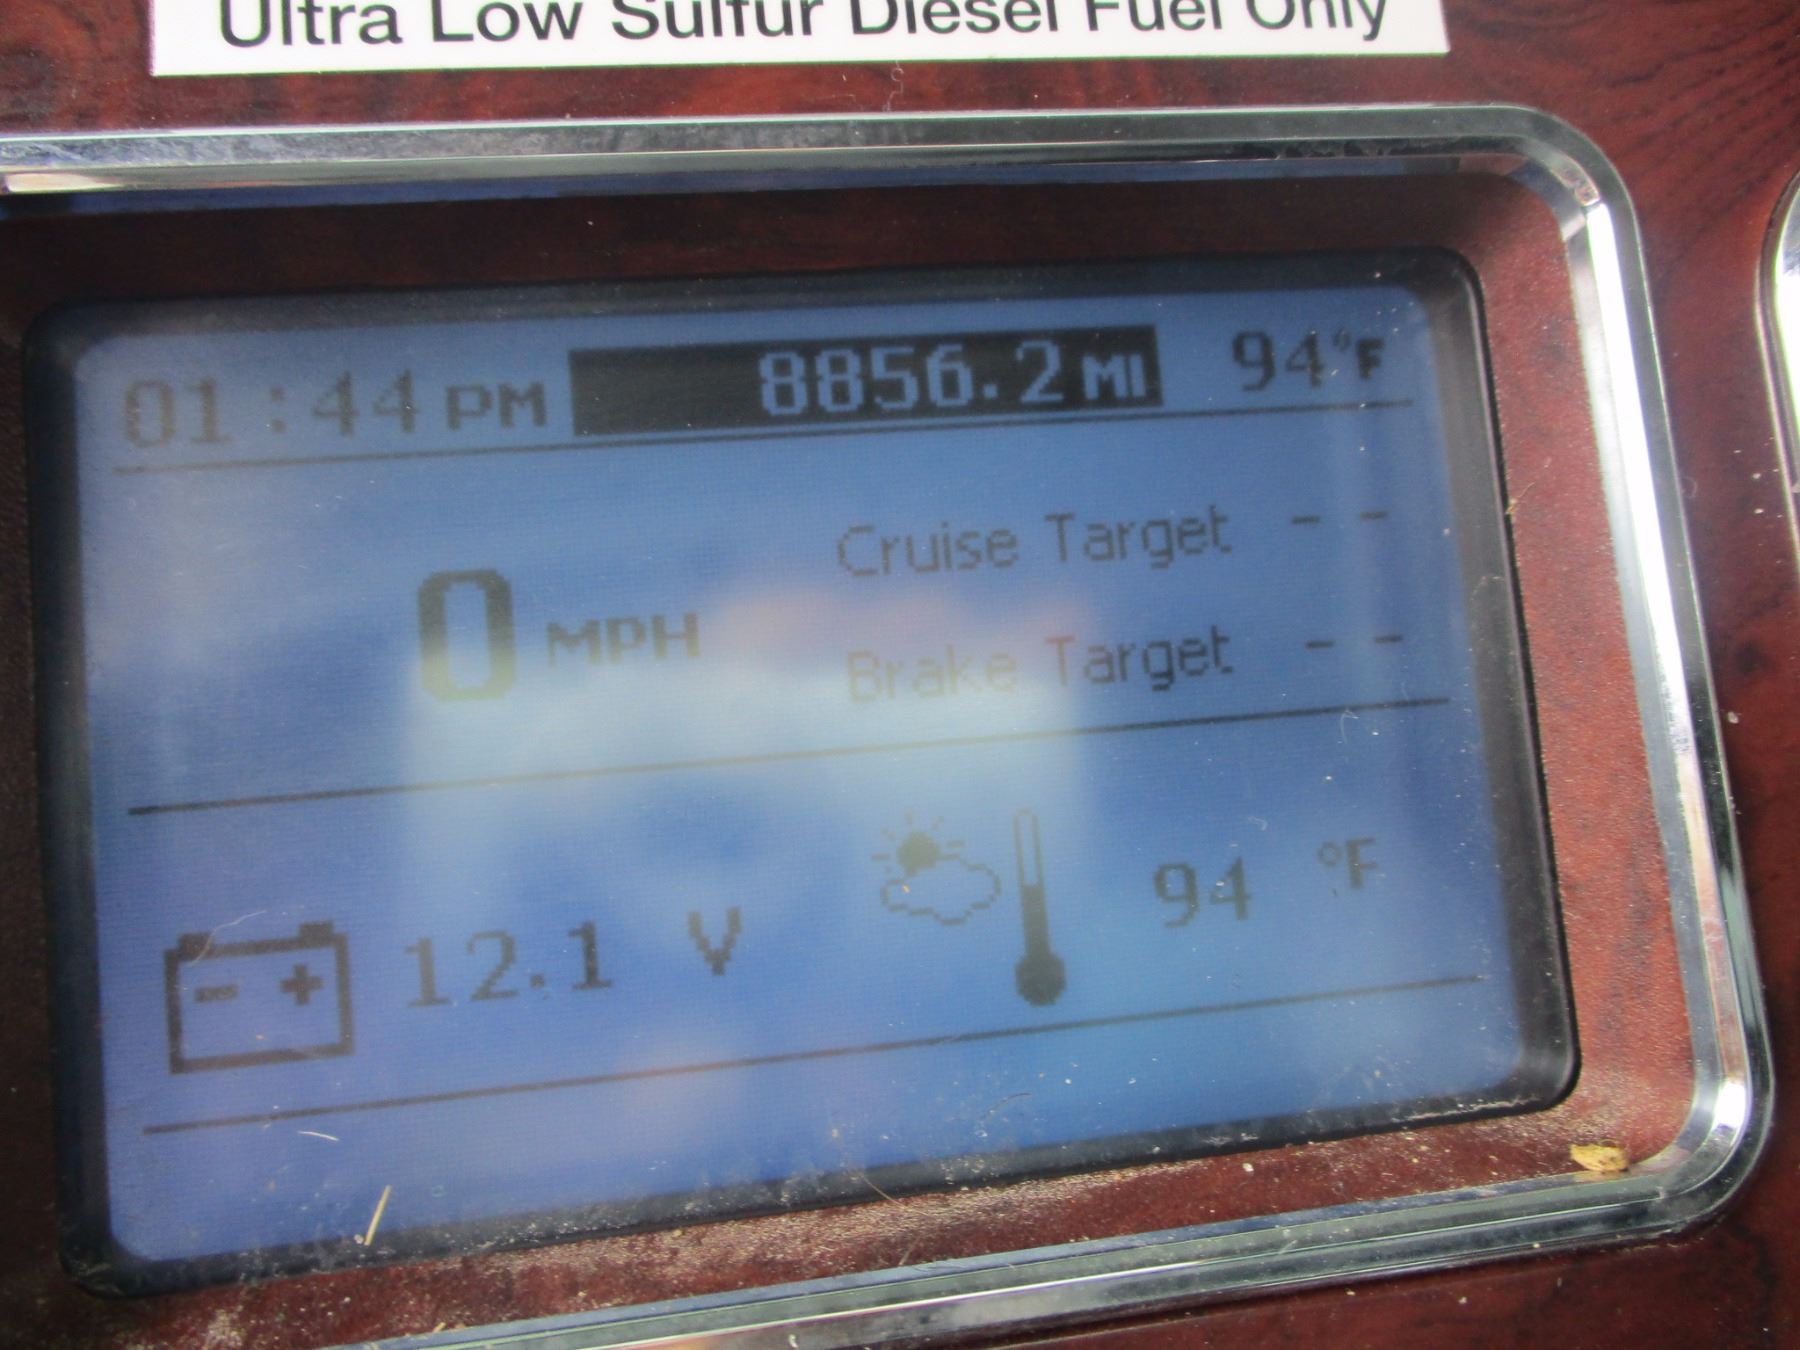 Ultra Low Sulfur Diesel Fuel Only
01:44 PM 8856.2 MI 94°F
Cruise Target --
0 MPH
Brake Target --
- + 12.1 V 94 °F